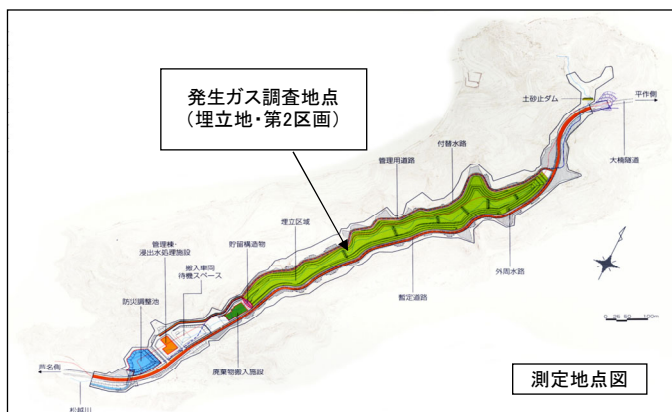 発生ガス調査地点
（埋立地・第2区画）
土砂止ダム
平作側
大楠隧道
付替水路
管理用道路
埋立区域
貯留構造物
管理棟・
浸出水処理施設
搬入車両
待機スペース
防災調整池
外周水路
暫定道路
廃棄物搬入施設
芦名側
松越川
0 25 50 100m
測定地点図